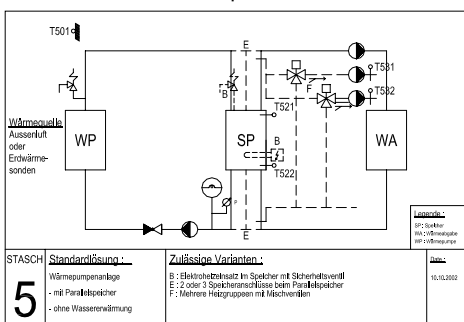 T501
E
T531
F
T532
B
T521
Wärmequelle
Aussenluft
oder
Erdwärme-
sonden
WP
SP
B
WA
T522
F
E
Legende :
SP : Speicher
WA : Wärmeabgabe
WP : Wärmepumpe
STASCH
5
Standardlösung :
Wärmepumpenanlage
- mit Parallelspeicher
- ohne Wassererwärmung
Zulässige Varianten :
B : Elektroheizeinsatz im Speicher mit Sicherheitsventil
E : 2 oder 3 Speicheranschlüsse beim Parallelspeicher
F : Mehrere Heizgruppen mit Mischventilen
Date :
10.10.2002